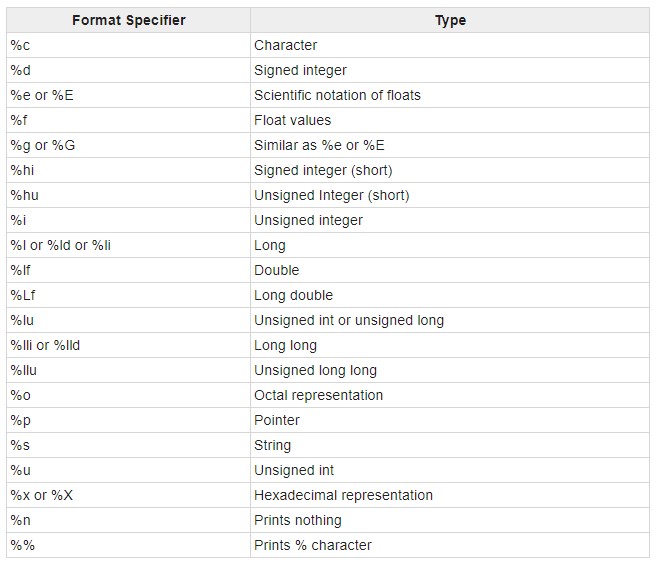 Format Specifier Type
%c Character
%d Signed integer
%e or %E Scientific notation of floats
%f Float values
%g or %G Similar as %e or %E
%hi Signed integer (short)
%hu Unsigned Integer (short)
%i Unsigned integer
%l or %ld or %li Long
%lf Double
%Lf Long double
%lu Unsigned int or unsigned long
%lli or %lld Long long
%llu Unsigned long long
%o Octal representation
%p Pointer
%s String
%u Unsigned int
%x or %X Hexadecimal representation
%n Prints nothing
%% Prints % character